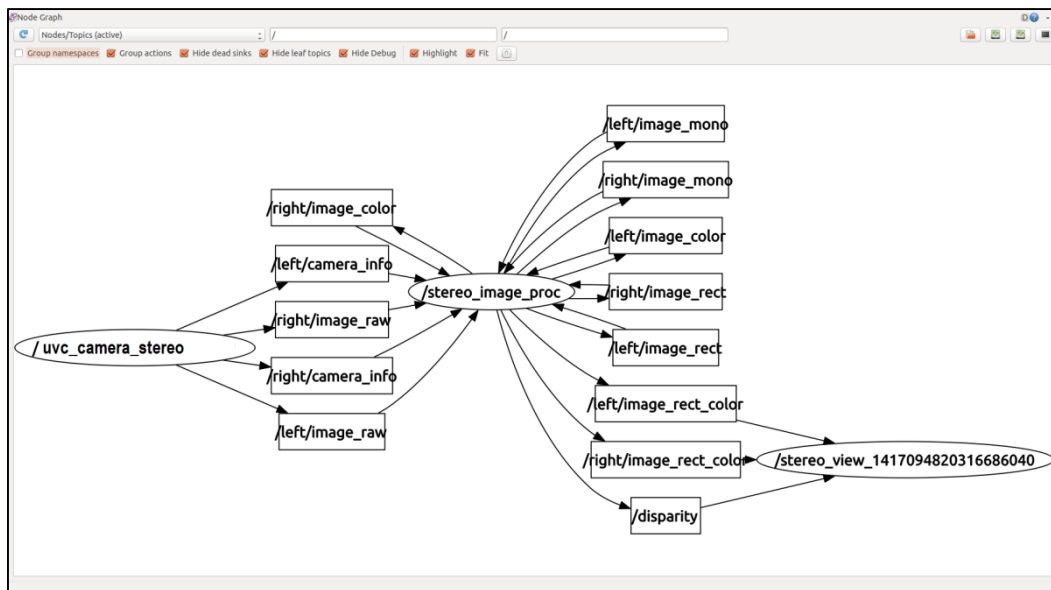 Node Graph
D
Nodes/Topics (active)
/
/
Group namespaces
Group actions
Hide dead sinks
Hide leaf topics
Hide Debug
Highlight
Fit
/left/image_mono
/right/image_mono
/right/image_color
/left/image_color
/left/camera_info
/stereo_image_proc
/right/image_rect
/right/image_raw
/ uvc_camera_stereo
/left/image_rect
/right/camera_info
/left/image_rect_color
/left/image_raw
/right/image_rect_color
/stereo_view_1417094820316686040
/disparity